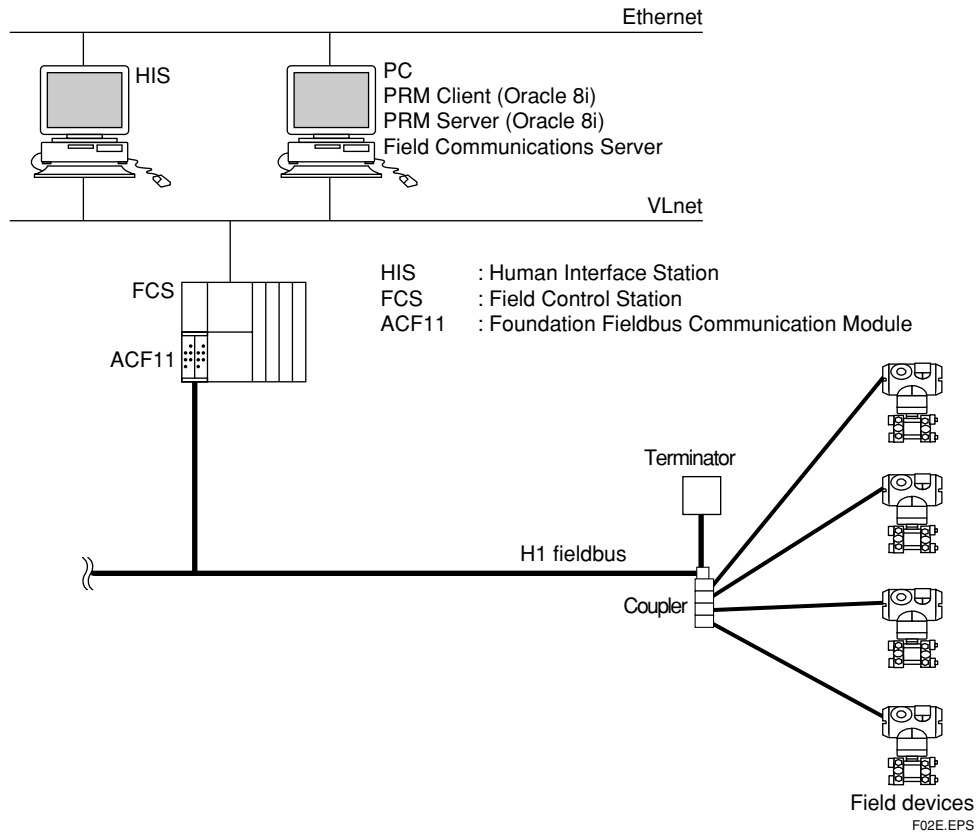 Ethernet
HIS
PC
PRM Client (Oracle 8i)
PRM Server (Oracle 8i)
Field Communications Server
VLnet
HIS : Human Interface Station
FCS : Field Control Station
ACF11 : Foundation Fieldbus Communication Module
FCS
ACF11
Terminator
H1 fieldbus
Coupler
Field devices
F02E.EPS